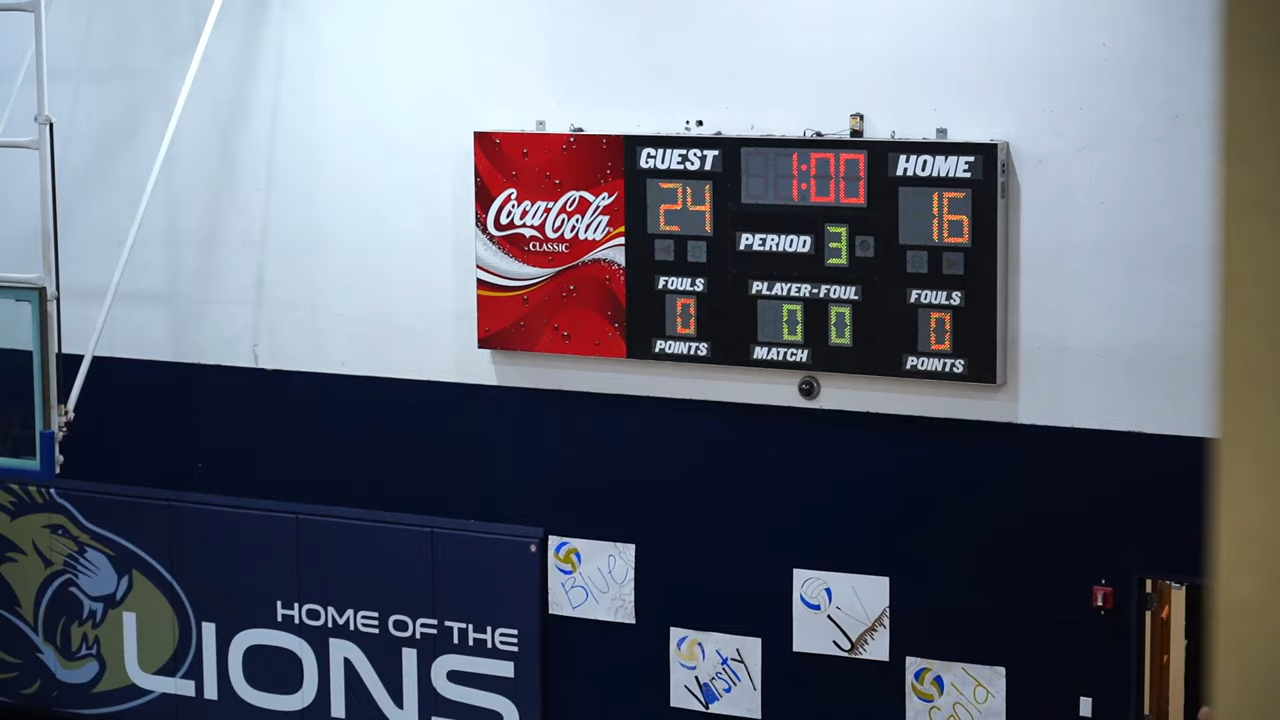 Coca-Cola
CLASSIC
GUEST
24
1:00
HOME
16
PERIOD 3
FOULS
0
POINTS
PLAYER-FOUL
0 0
MATCH
FOULS
0
POINTS
HOME OF THE
LIONS
Blue
Varsity
JV
Gold